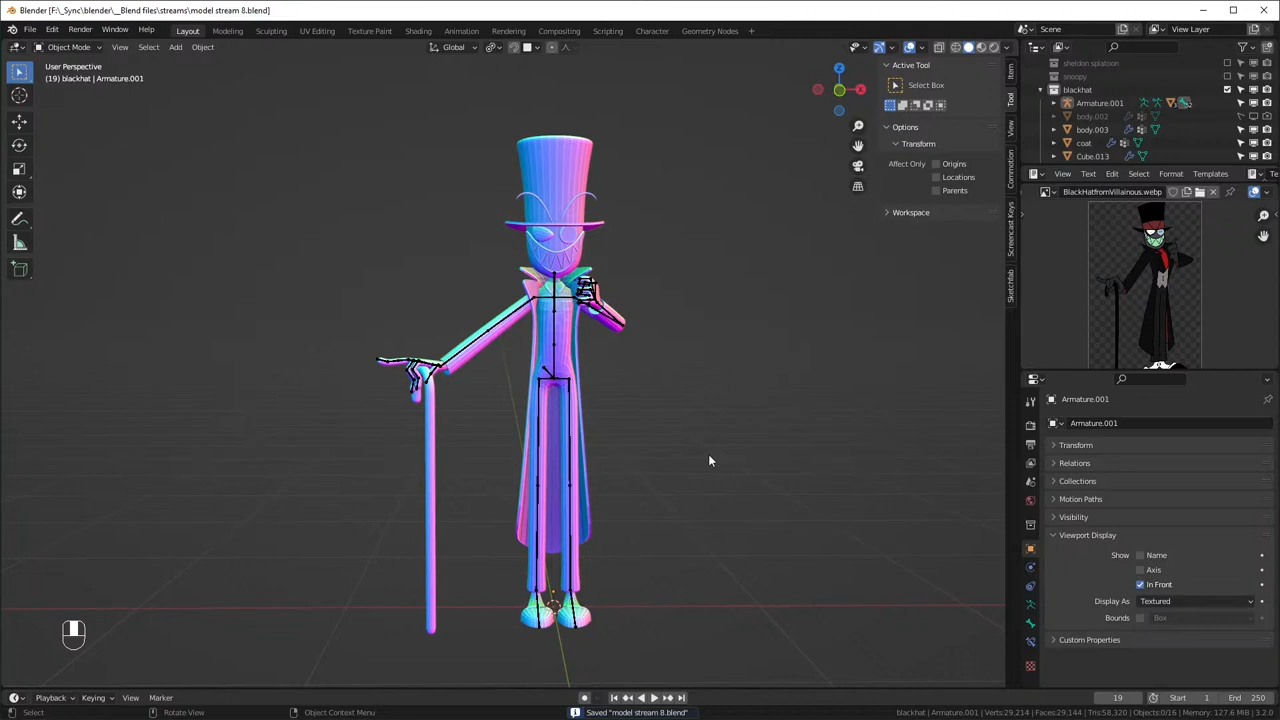 Blender [F:\_Sync\blender\__Blend files\streams\model stream 8.blend]
File Edit Render Window Help Layout Modeling Sculpting UV Editing Texture Paint Shading Animation Rendering Compositing Scripting Character Geometry Nodes Scene View Layer
Object Mode View Select Add Object Global
User Perspective
(19) blackhat | Armature.001
Active Tool
Select Box
Options
Transform
Affect Only Origins
Locations
Parents
Workspace
Item
Tool
View
Commotion
Screencast Keys
Sketchfab
sheldon splatoon
snoopy
blackhat
Armature.001
body.002
body.003
coat
Cube.013
View Text Edit Select Format Templates
BlackHatfromVillainous.webp
Armature.001
Armature.001
Transform
Relations
Collections
Motion Paths
Visibility
Viewport Display
Show Name
Axis
In Front
Display As Textured
Bounds Box
Custom Properties
Playback Keying View Marker 19 Start 1 End 250
Select Rotate View Object Context Menu Saved "model stream 8.blend" blackhat | Armature.001 | Verts:29,214 | Faces:29,144 | Tris:58,320 | Objects:0/16 | Memory: 127.6 MiB | 3.2.0